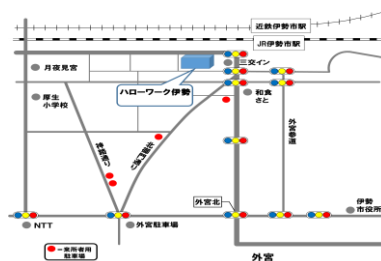 近鉄伊勢市駅
JR伊勢市駅
月夜見宮
三交イン
ハローワーク伊勢
厚生
小学校
和食
さと
外宮参道
外宮北
伊勢
市役所
NTT
外宮駐車場
外宮
=来所者用
駐車場